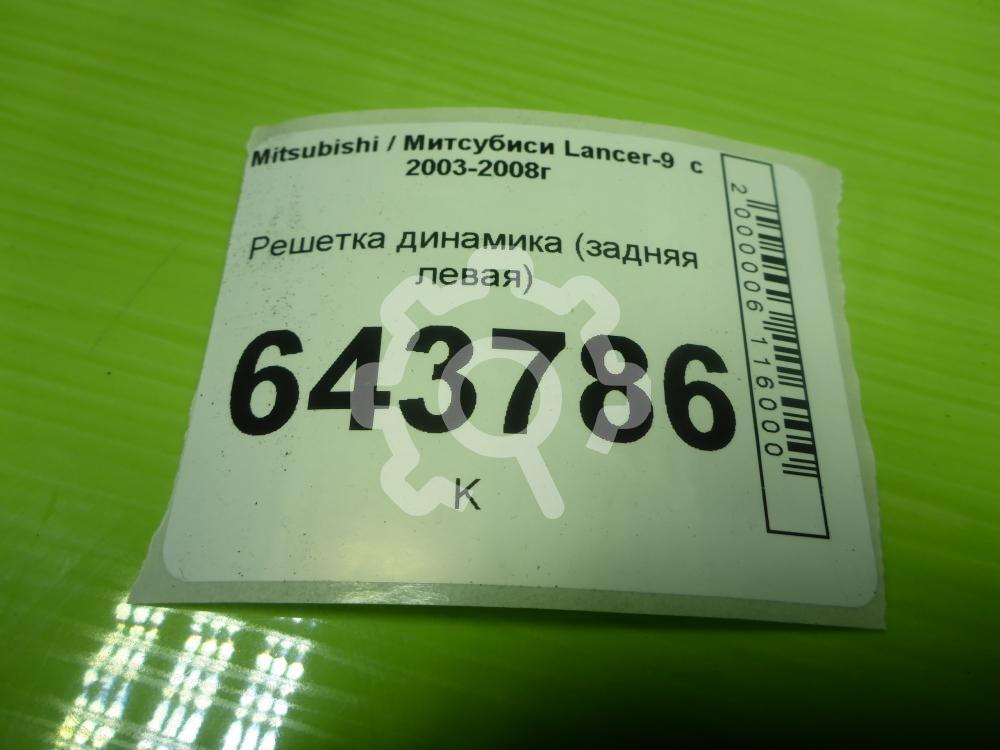 Mitsubishi / Митсубиси Lancer-9 с
2003-2008г
Решетка динамика (задняя
левая)
643786
К
2000006116000